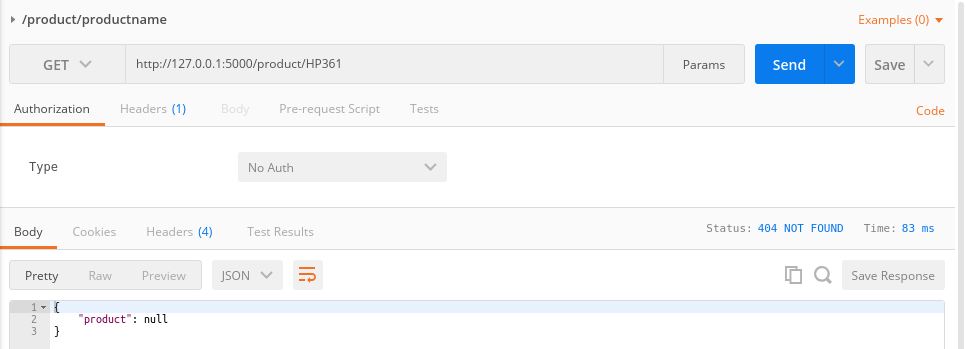 /product/productname Examples (0)
GET http://127.0.0.1:5000/product/HP361 Params Send Save
Authorization Headers (1) Body Pre-request Script Tests Code
Type No Auth
Body Cookies Headers (4) Test Results Status: 404 NOT FOUND Time: 83 ms
Pretty Raw Preview JSON Save Response
1 {
2 "product": null
3 }